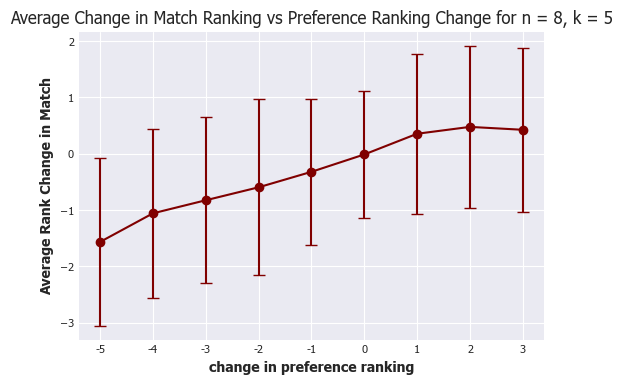 Average Change in Match Ranking vs Preference Ranking Change for n = 8, k = 5
Average Rank Change in Match
2
1
0
−1
−2
−3
-5 -4 -3 -2 -1 0 1 2 3
change in preference ranking